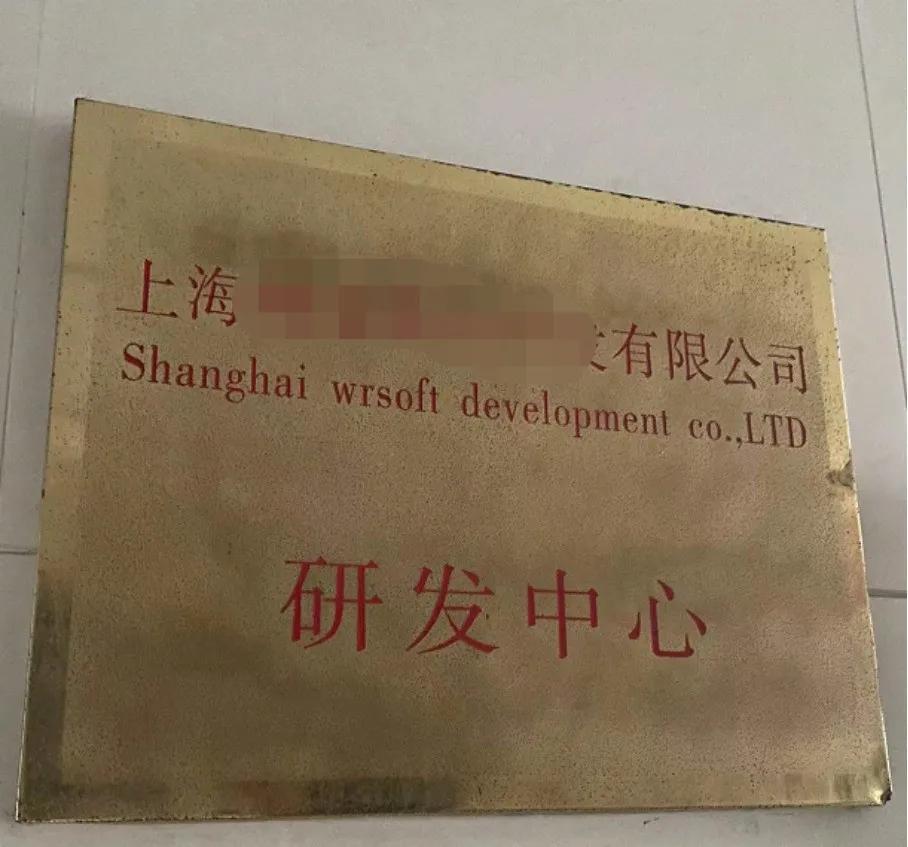 上海 有限公司
Shanghai wrsoft development co.,LTD
研发中心